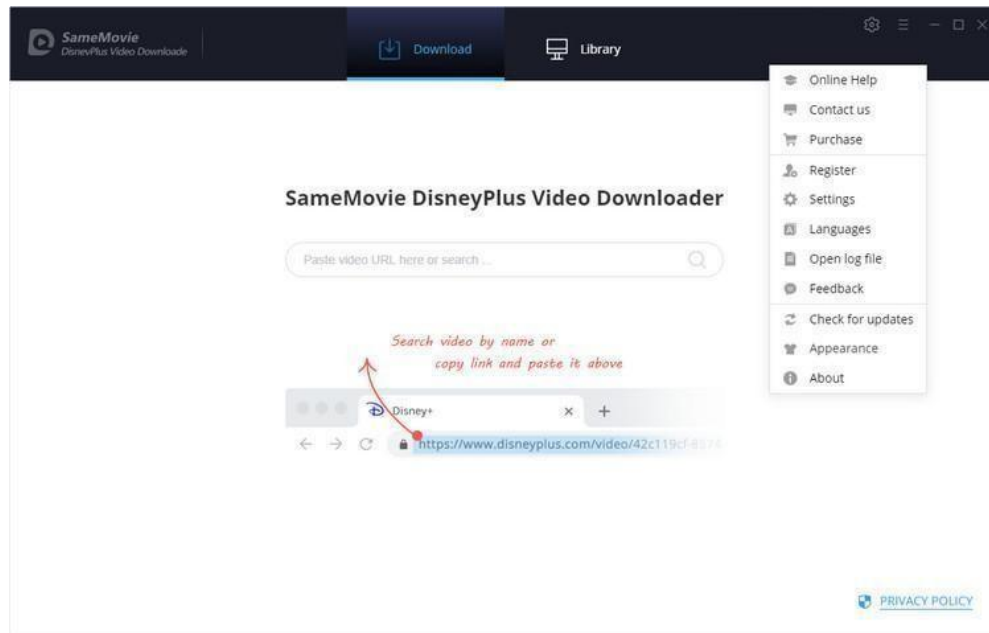 SameMovie
DisneyPlus Video Downloade
Download
Library
Online Help
Contact us
Purchase
Register
Settings
Languages
Open log file
Feedback
Check for updates
Appearance
About
SameMovie DisneyPlus Video Downloader
Paste video URL here or search ...
Search video by name or
copy link and paste it above
Disney+
https://www.disneyplus.com/video/42c119cf-
PRIVACY POLICY